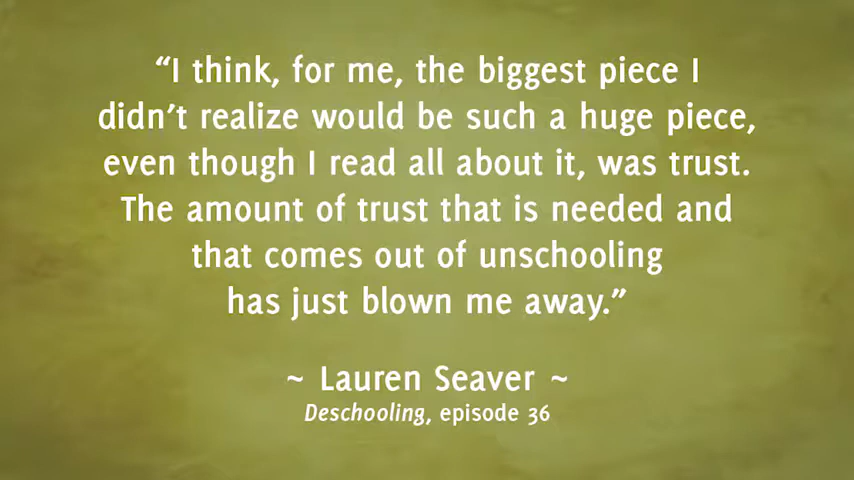 “I think, for me, the biggest piece I
didn’t realize would be such a huge piece,
even though I read all about it, was trust.
The amount of trust that is needed and
that comes out of unschooling
has just blown me away.”
~ Lauren Seaver ~
Deschooling, episode 36